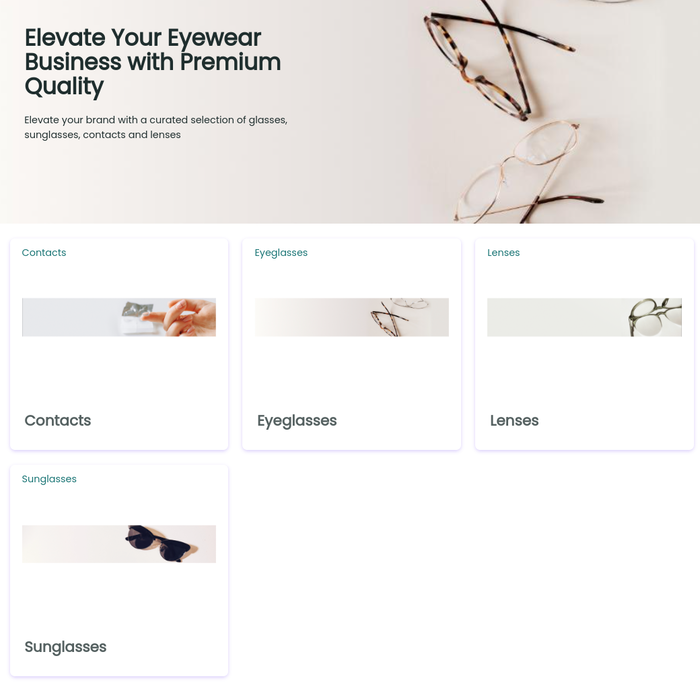 Elevate Your Eyewear
Business with Premium
Quality
Elevate your brand with a curated selection of glasses,
sunglasses, contacts and lenses
Contacts
Eyeglasses
Lenses
Contacts
Eyeglasses
Lenses
Sunglasses
Sunglasses